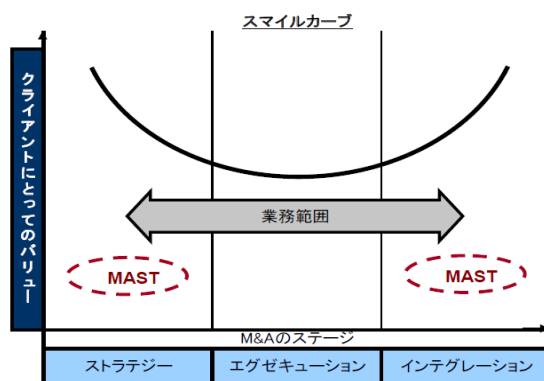 スマイルカーブ
クライアントにとってのバリュー
業務範囲
MAST
MAST
M&Aのステージ
ストラテジー
エグゼキューション
インテグレーション